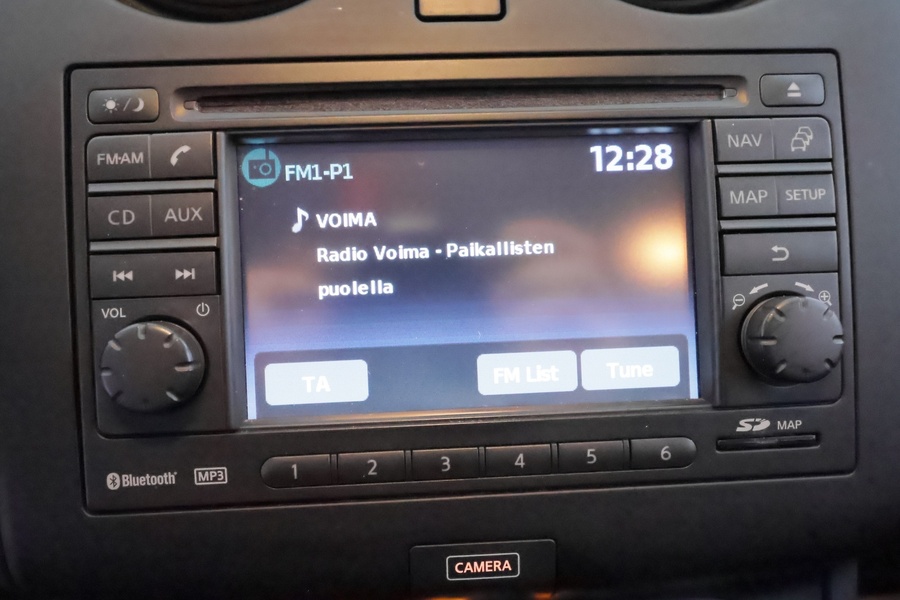 FM·AM
CD AUX
VOL
FM1-P1 12:28
VOIMA
Radio Voima - Paikallisten
puolella
TA FM List Tune
NAV
MAP SETUP
Bluetooth MP3
1 2 3 4 5 6
SD MAP
CAMERA